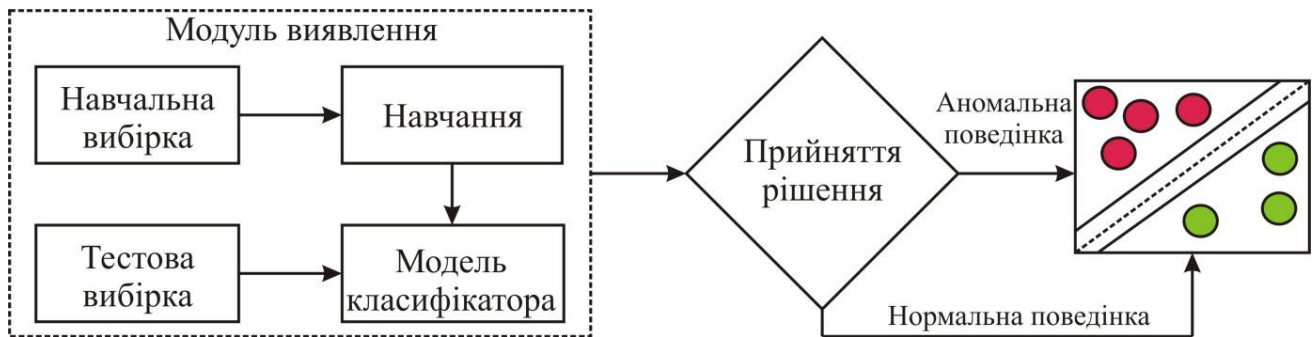 Модуль виявлення
Навчальна
вибірка
Навчання
Тестова
вибірка
Модель
класифікатора
Прийняття
рішення
Аномальна
поведінка
Нормальна поведінка